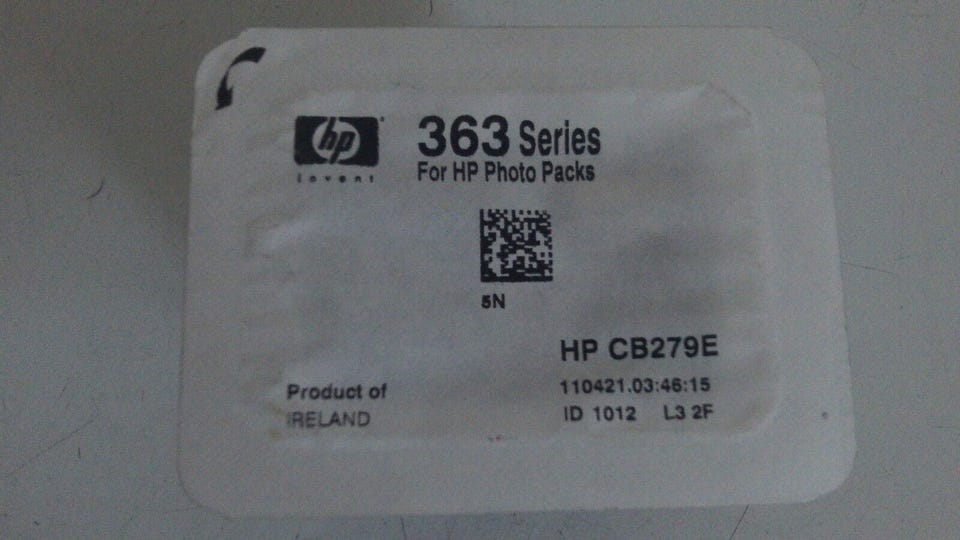 hp
invent
363 Series
For HP Photo Packs
5N
HP CB279E
110421.03:46:15
ID 1012 L3 2F
Product of
IRELAND